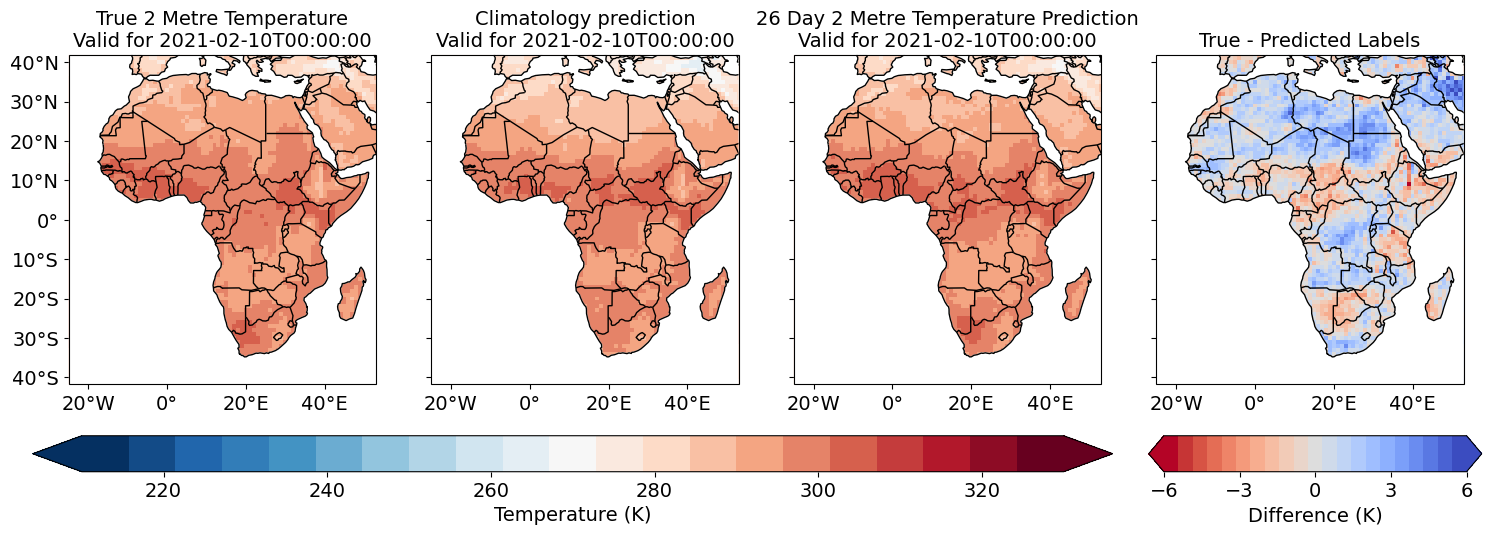 True 2 Metre Temperature
Valid for 2021-02-10T00:00:00
Climatology prediction
Valid for 2021-02-10T00:00:00
26 Day 2 Metre Temperature Prediction
Valid for 2021-02-10T00:00:00
True - Predicted Labels
40°N
30°N
20°N
10°N
0°
10°S
20°S
30°S
40°S
20°W 0° 20°E 40°E
20°W 0° 20°E 40°E
20°W 0° 20°E 40°E
20°W 0° 20°E 40°E
220 240 260 280 300 320
Temperature (K)
−6 −3 0 3 6
Difference (K)